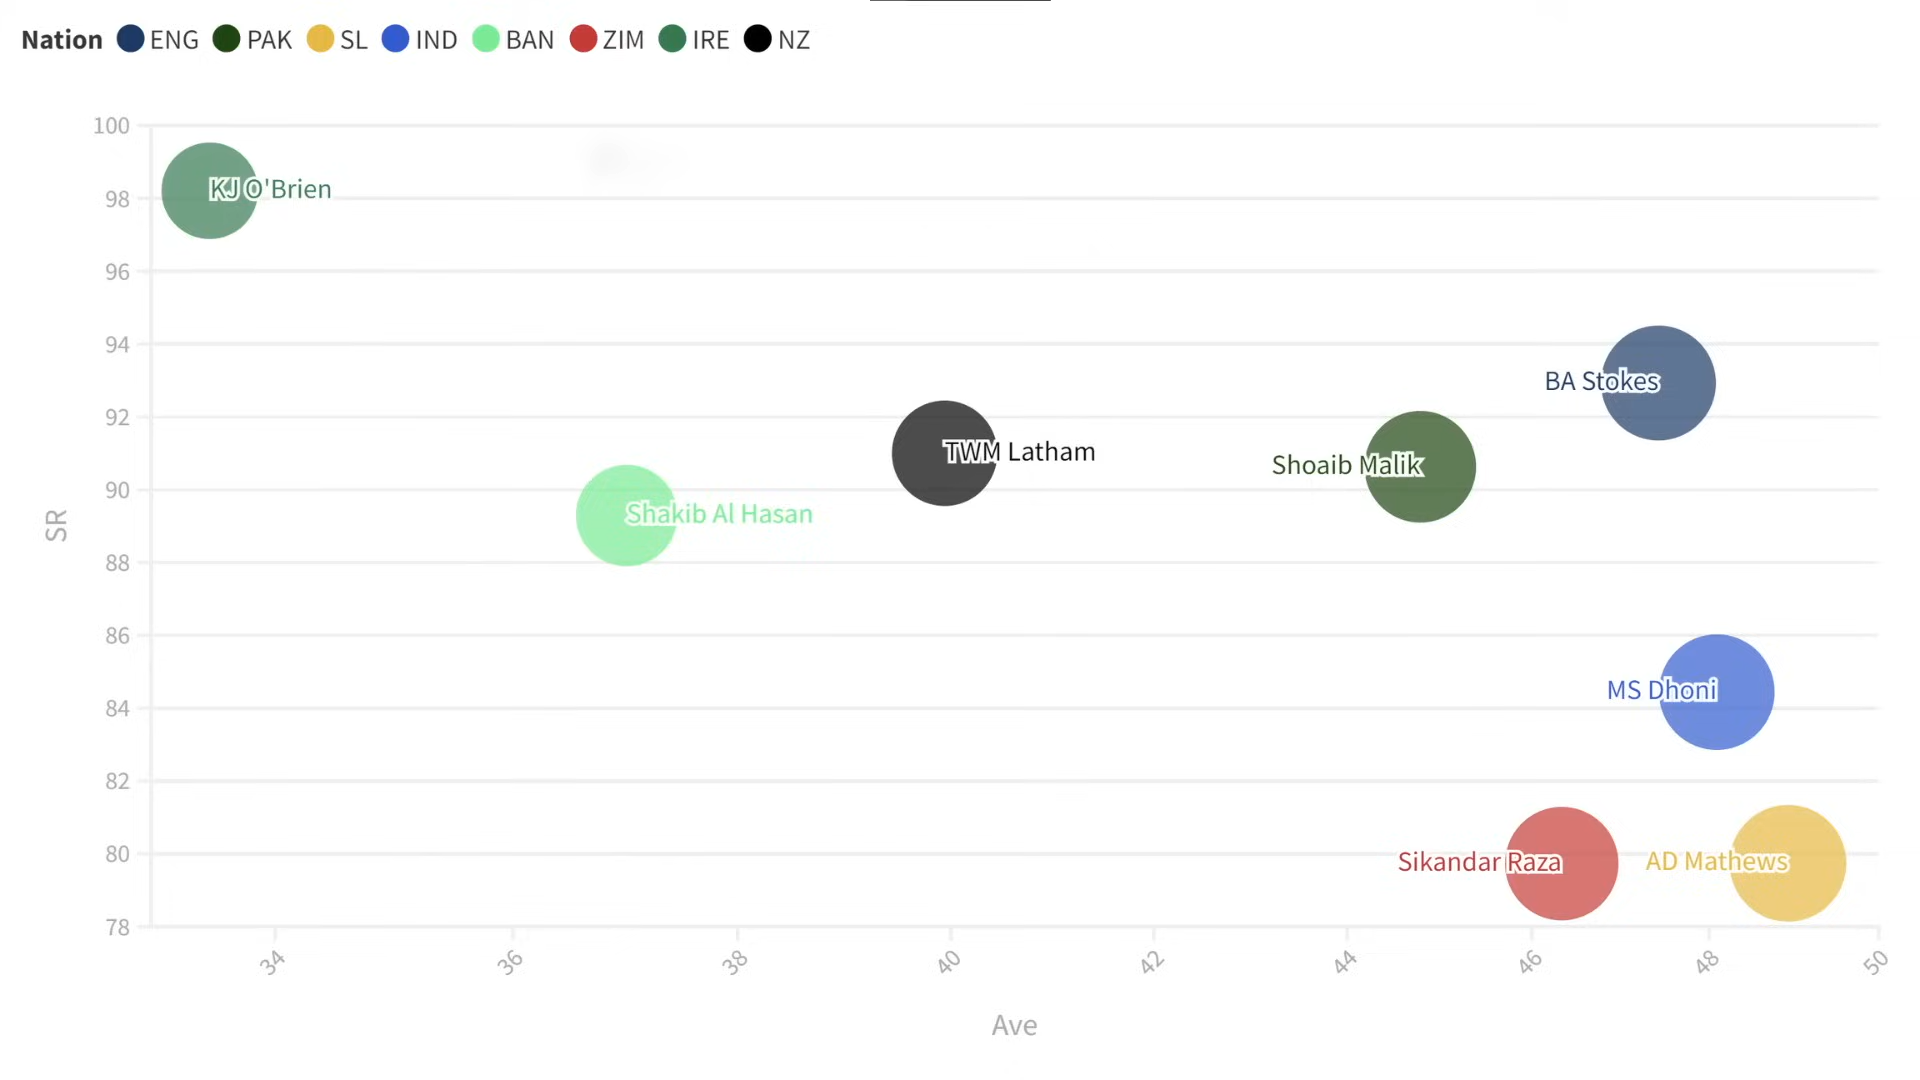 Nation ENG PAK SL IND BAN ZIM IRE NZ
100
KJ O'Brien
98
96
94
BA Stokes
92
TWM Latham
Shoaib Malik
90
Shakib Al Hasan
SR
88
86
MS Dhoni
84
82
80
Sikandar Raza
AD Mathews
78
34 36 38 40 42 44 46 48 50
Ave